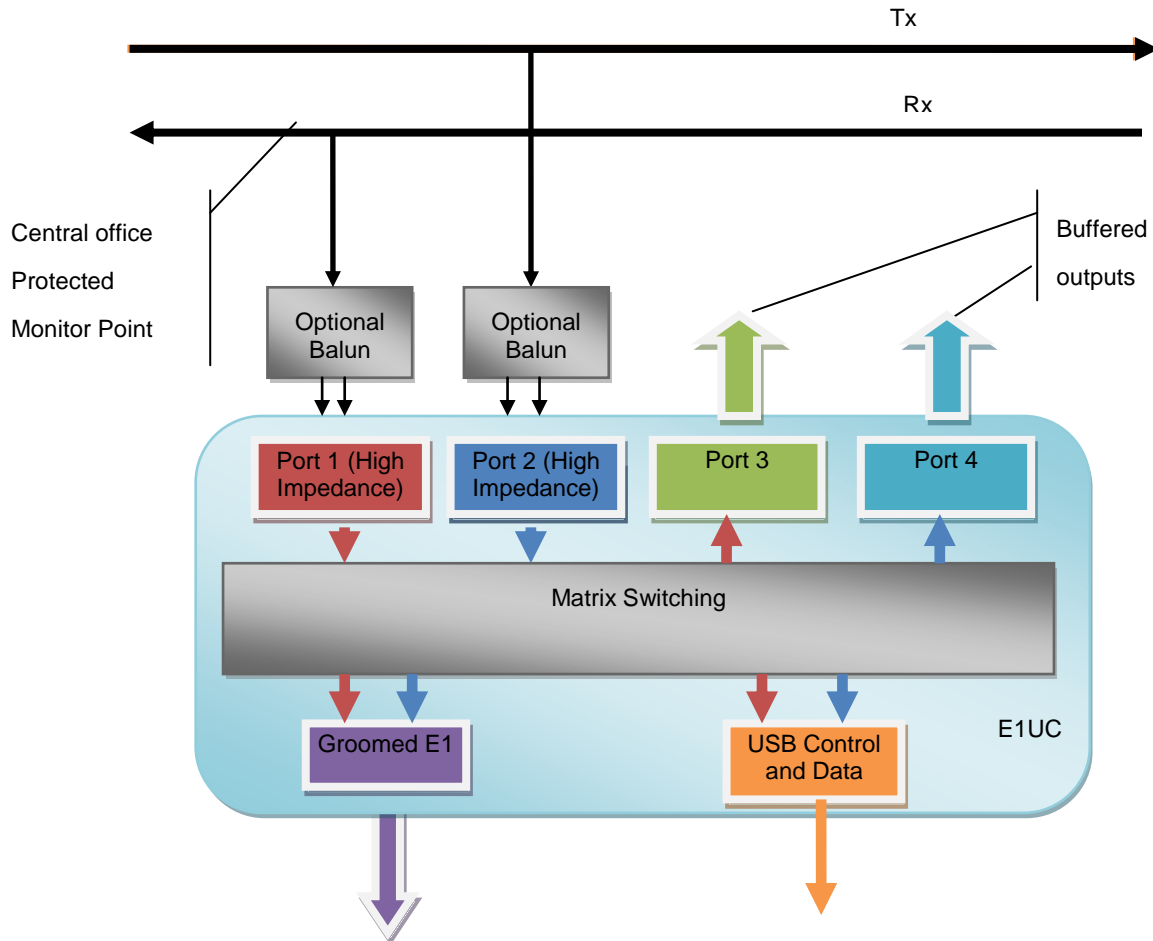 Tx
Rx
Central office
Protected
Monitor Point
Buffered
outputs
Optional
Balun
Optional
Balun
Port 1 (High
Impedance)
Port 2 (High
Impedance)
Port 3
Port 4
Matrix Switching
Groomed E1
USB Control
and Data
E1UC